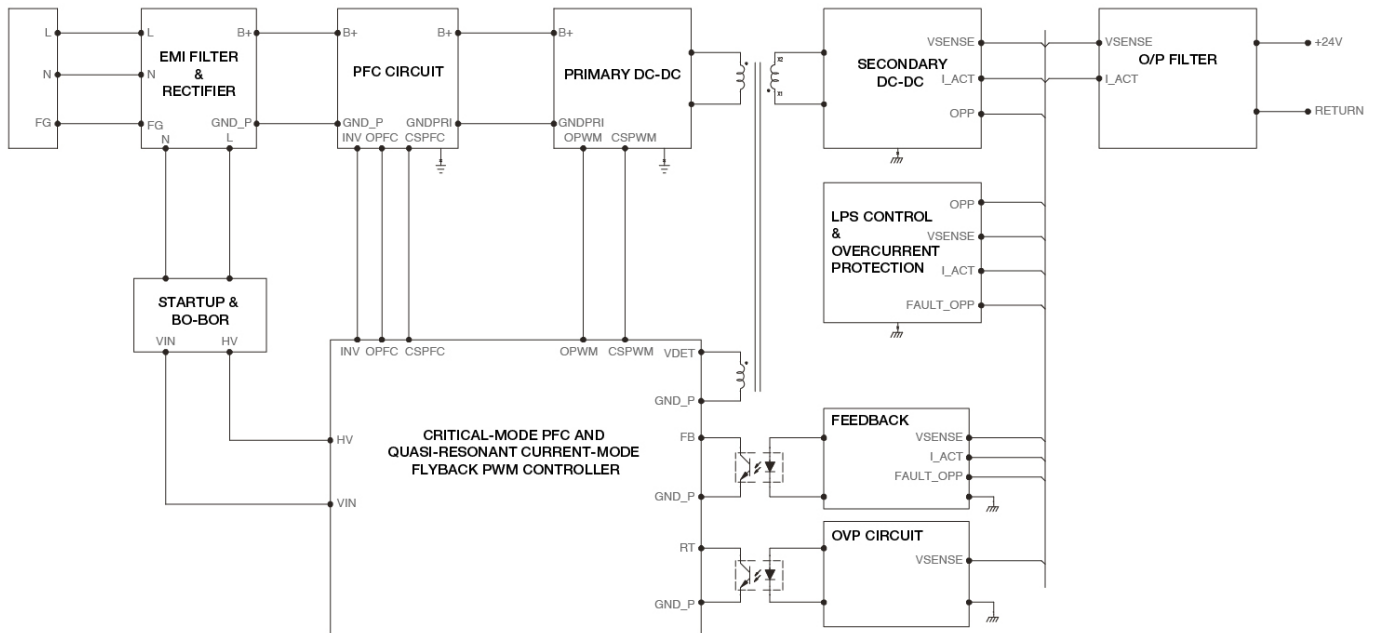 L
N
FG
L
N
FG
B+
GND_P
N
L
EMI FILTER
&
RECTIFIER
B+
B+
GND_P
GNDPRI
INV OPFC CSPFC
PFC CIRCUIT
B+
GNDPRI
OPWM CSPWM
PRIMARY DC-DC
X2
X1
SECONDARY
DC-DC
VSENSE
I_ACT
OPP
VSENSE
I_ACT
O/P FILTER
+24V
RETURN
LPS CONTROL
&
OVERCURRENT
PROTECTION
OPP
VSENSE
I_ACT
FAULT_OPP
STARTUP &
BO-BOR
VIN
HV
INV OPFC CSPFC
OPWM CSPWM
VDET
GND_P
FB
GND_P
RT
GND_P
HV
VIN
CRITICAL-MODE PFC AND
QUASI-RESONANT CURRENT-MODE
FLYBACK PWM CONTROLLER
FEEDBACK
VSENSE
I_ACT
FAULT_OPP
OVP CIRCUIT
VSENSE